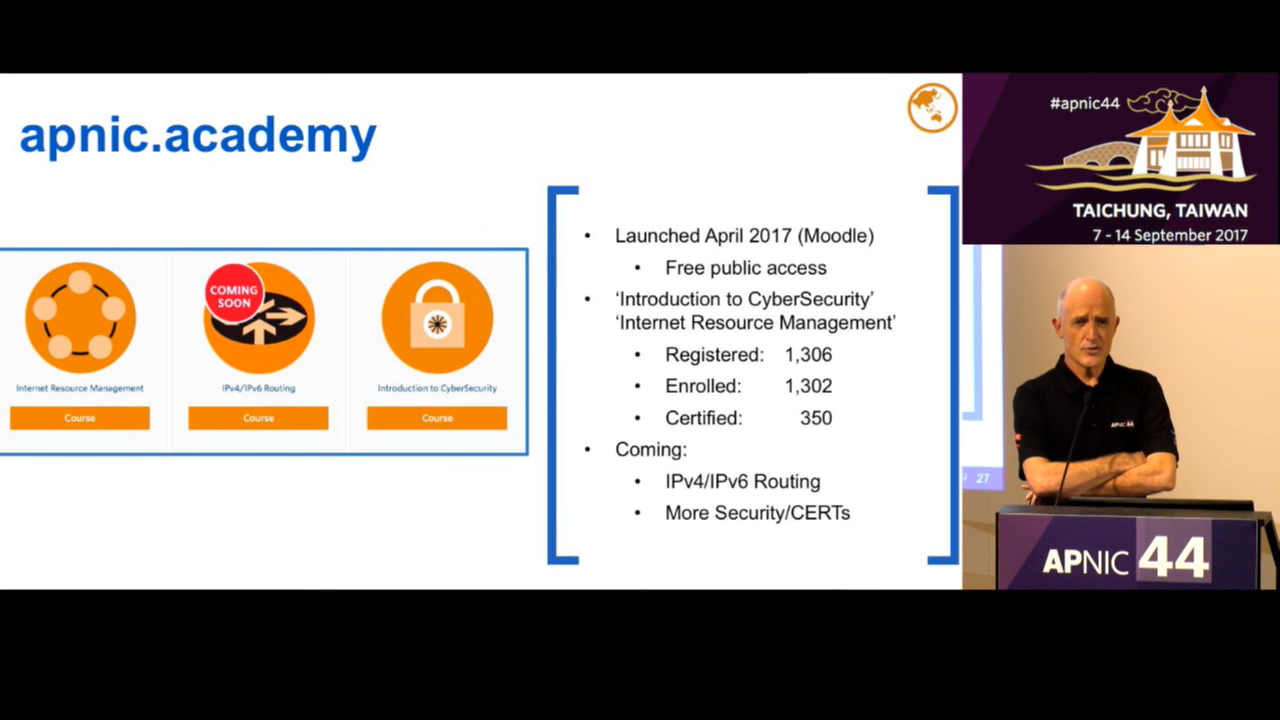 apnic.academy
COMING
SOON
Internet Resource Management
IPv4/IPv6 Routing
Introduction to CyberSecurity
Course
Course
Course
• Launched April 2017 (Moodle)
• Free public access
• ‘Introduction to CyberSecurity’
‘Internet Resource Management’
• Registered: 1,306
• Enrolled: 1,302
• Certified: 350
• Coming:
• IPv4/IPv6 Routing
• More Security/CERTs
#apnic44
TAICHUNG, TAIWAN
7 - 14 September 2017
27
APNIC 44
APNIC 44